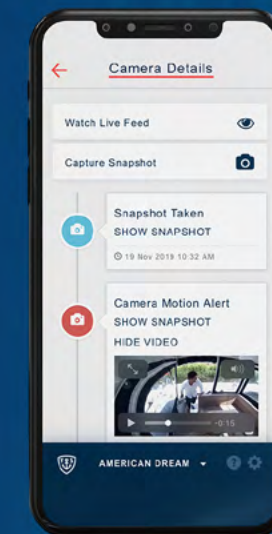 Camera Details
Watch Live Feed
Capture Snapshot
Snapshot Taken
SHOW SNAPSHOT
19 Nov 2019 10:32 AM
Camera Motion Alert
SHOW SNAPSHOT
HIDE VIDEO
-0:15
AMERICAN DREAM
?